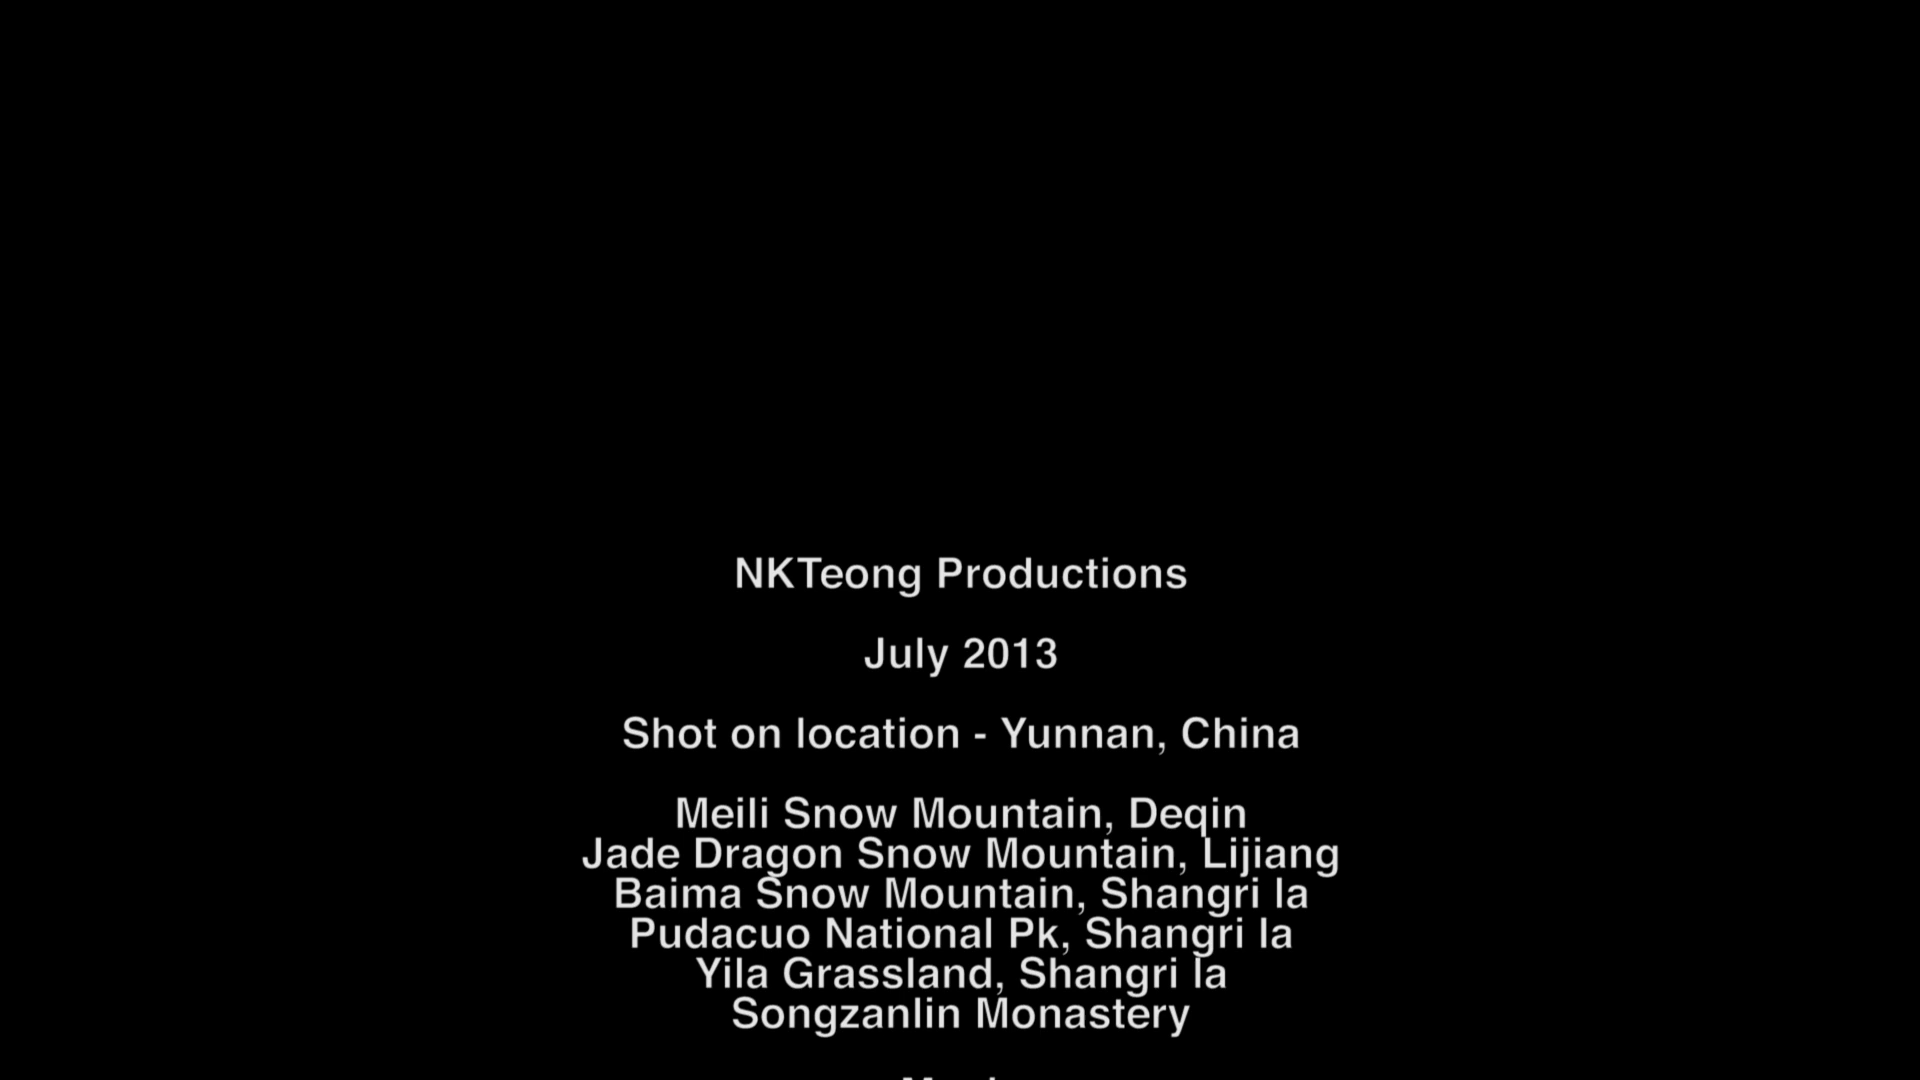 NKTeong Productions
July 2013
Shot on location - Yunnan, China
Meili Snow Mountain, Deqin
Jade Dragon Snow Mountain, Lijiang
Baima Snow Mountain, Shangri la
Pudacuo National Pk, Shangri la
Yila Grassland, Shangri la
Songzanlin Monastery